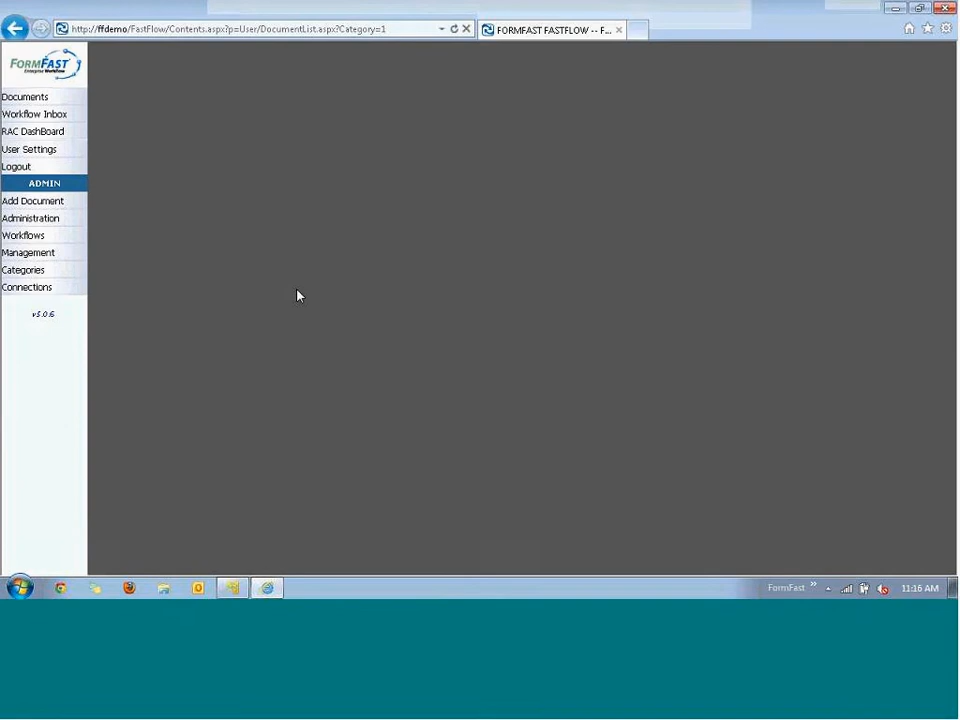 http://ffdemo/FastFlow/Contents.aspx?p=User/DocumentList.aspx?Category=1
FORMFAST FASTFLOW -- F...
FORMFAST
Enterprise Workflow
Documents
Workflow Inbox
RAC DashBoard
User Settings
Logout
ADMIN
Add Document
Administration
Workflows
Management
Categories
Connections
v5.0.6
FormFast
11:16 AM